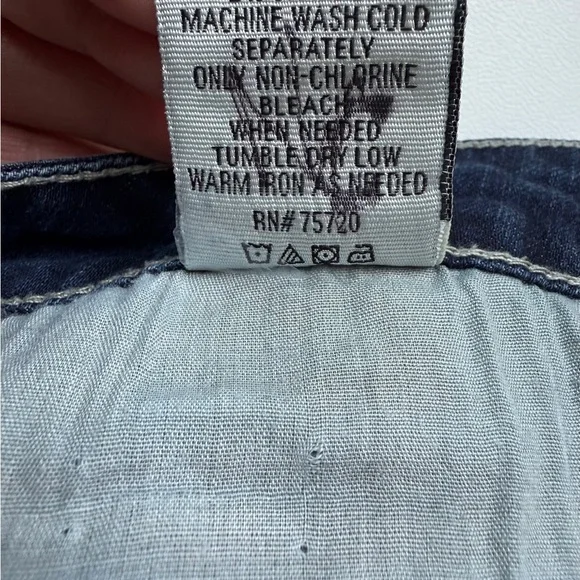 MACHINE WASH COLD
SEPARATELY
ONLY NON-CHLORINE
BLEACH
WHEN NEEDED
TUMBLE DRY LOW
WARM IRON AS NEEDED
RN# 75720